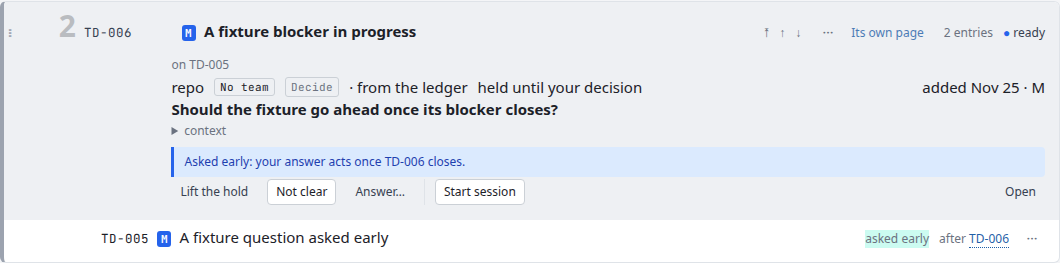 2 TD-006 M A fixture blocker in progress ↑ ↑ ↓ ··· Its own page 2 entries ● ready
on TD-005
repo No team Decide · from the ledger held until your decision added Nov 25 · M
Should the fixture go ahead once its blocker closes?
▶ context
Asked early: your answer acts once TD-006 closes.
Lift the hold Not clear Answer... Start session Open
TD-005 M A fixture question asked early asked early after TD-006 ···